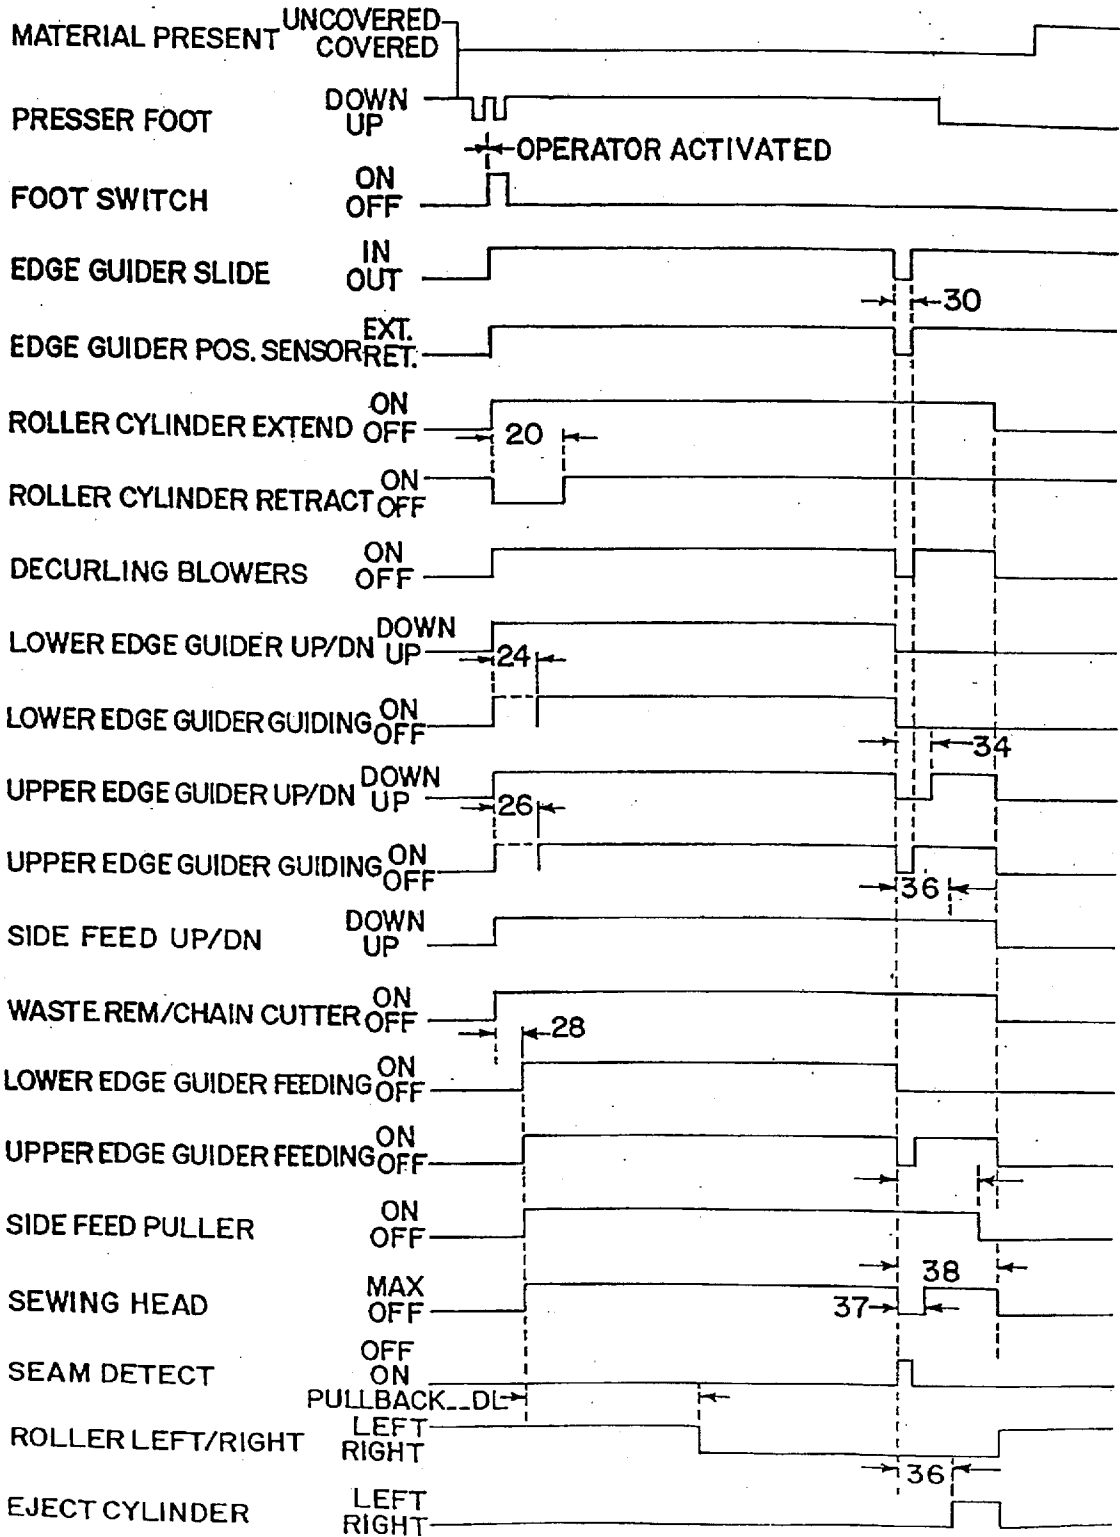 MATERIAL PRESENT UNCOVERED
COVERED
PRESSER FOOT DOWN
UP
OPERATOR ACTIVATED
FOOT SWITCH ON
OFF
EDGE GUIDER SLIDE IN
OUT
30
EDGE GUIDER POS. SENSOR EXT.
RET.
ROLLER CYLINDER EXTEND ON
OFF
20
ROLLER CYLINDER RETRACT ON
OFF
DECURLING BLOWERS ON
OFF
LOWER EDGE GUIDER UP/DN DOWN
UP
24
LOWER EDGE GUIDER GUIDING ON
OFF
34
UPPER EDGE GUIDER UP/DN DOWN
UP
26
UPPER EDGE GUIDER GUIDING ON
OFF
36
SIDE FEED UP/DN DOWN
UP
WASTE REM/CHAIN CUTTER ON
OFF
28
LOWER EDGE GUIDER FEEDING ON
OFF
UPPER EDGE GUIDER FEEDING ON
OFF
SIDE FEED PULLER ON
OFF
38
SEWING HEAD MAX
OFF
37
SEAM DETECT OFF
ON
PULLBACK__DL
ROLLER LEFT/RIGHT LEFT
RIGHT
36
EJECT CYLINDER LEFT
RIGHT